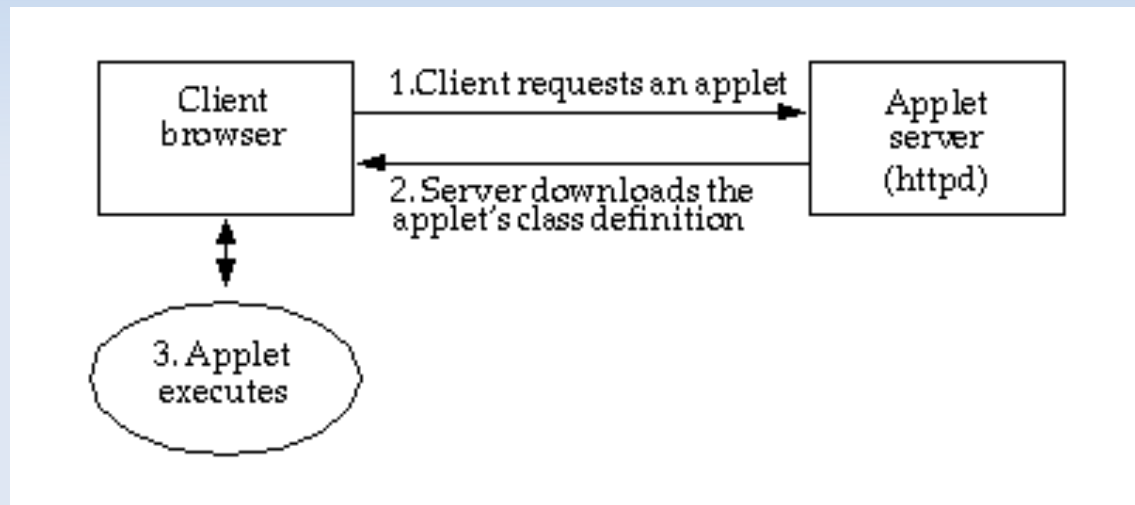 Client
browser
1.Client requests an applet
Applet
server
(httpd)
2. Server downloads the
applet's class definition
3. Applet
executes